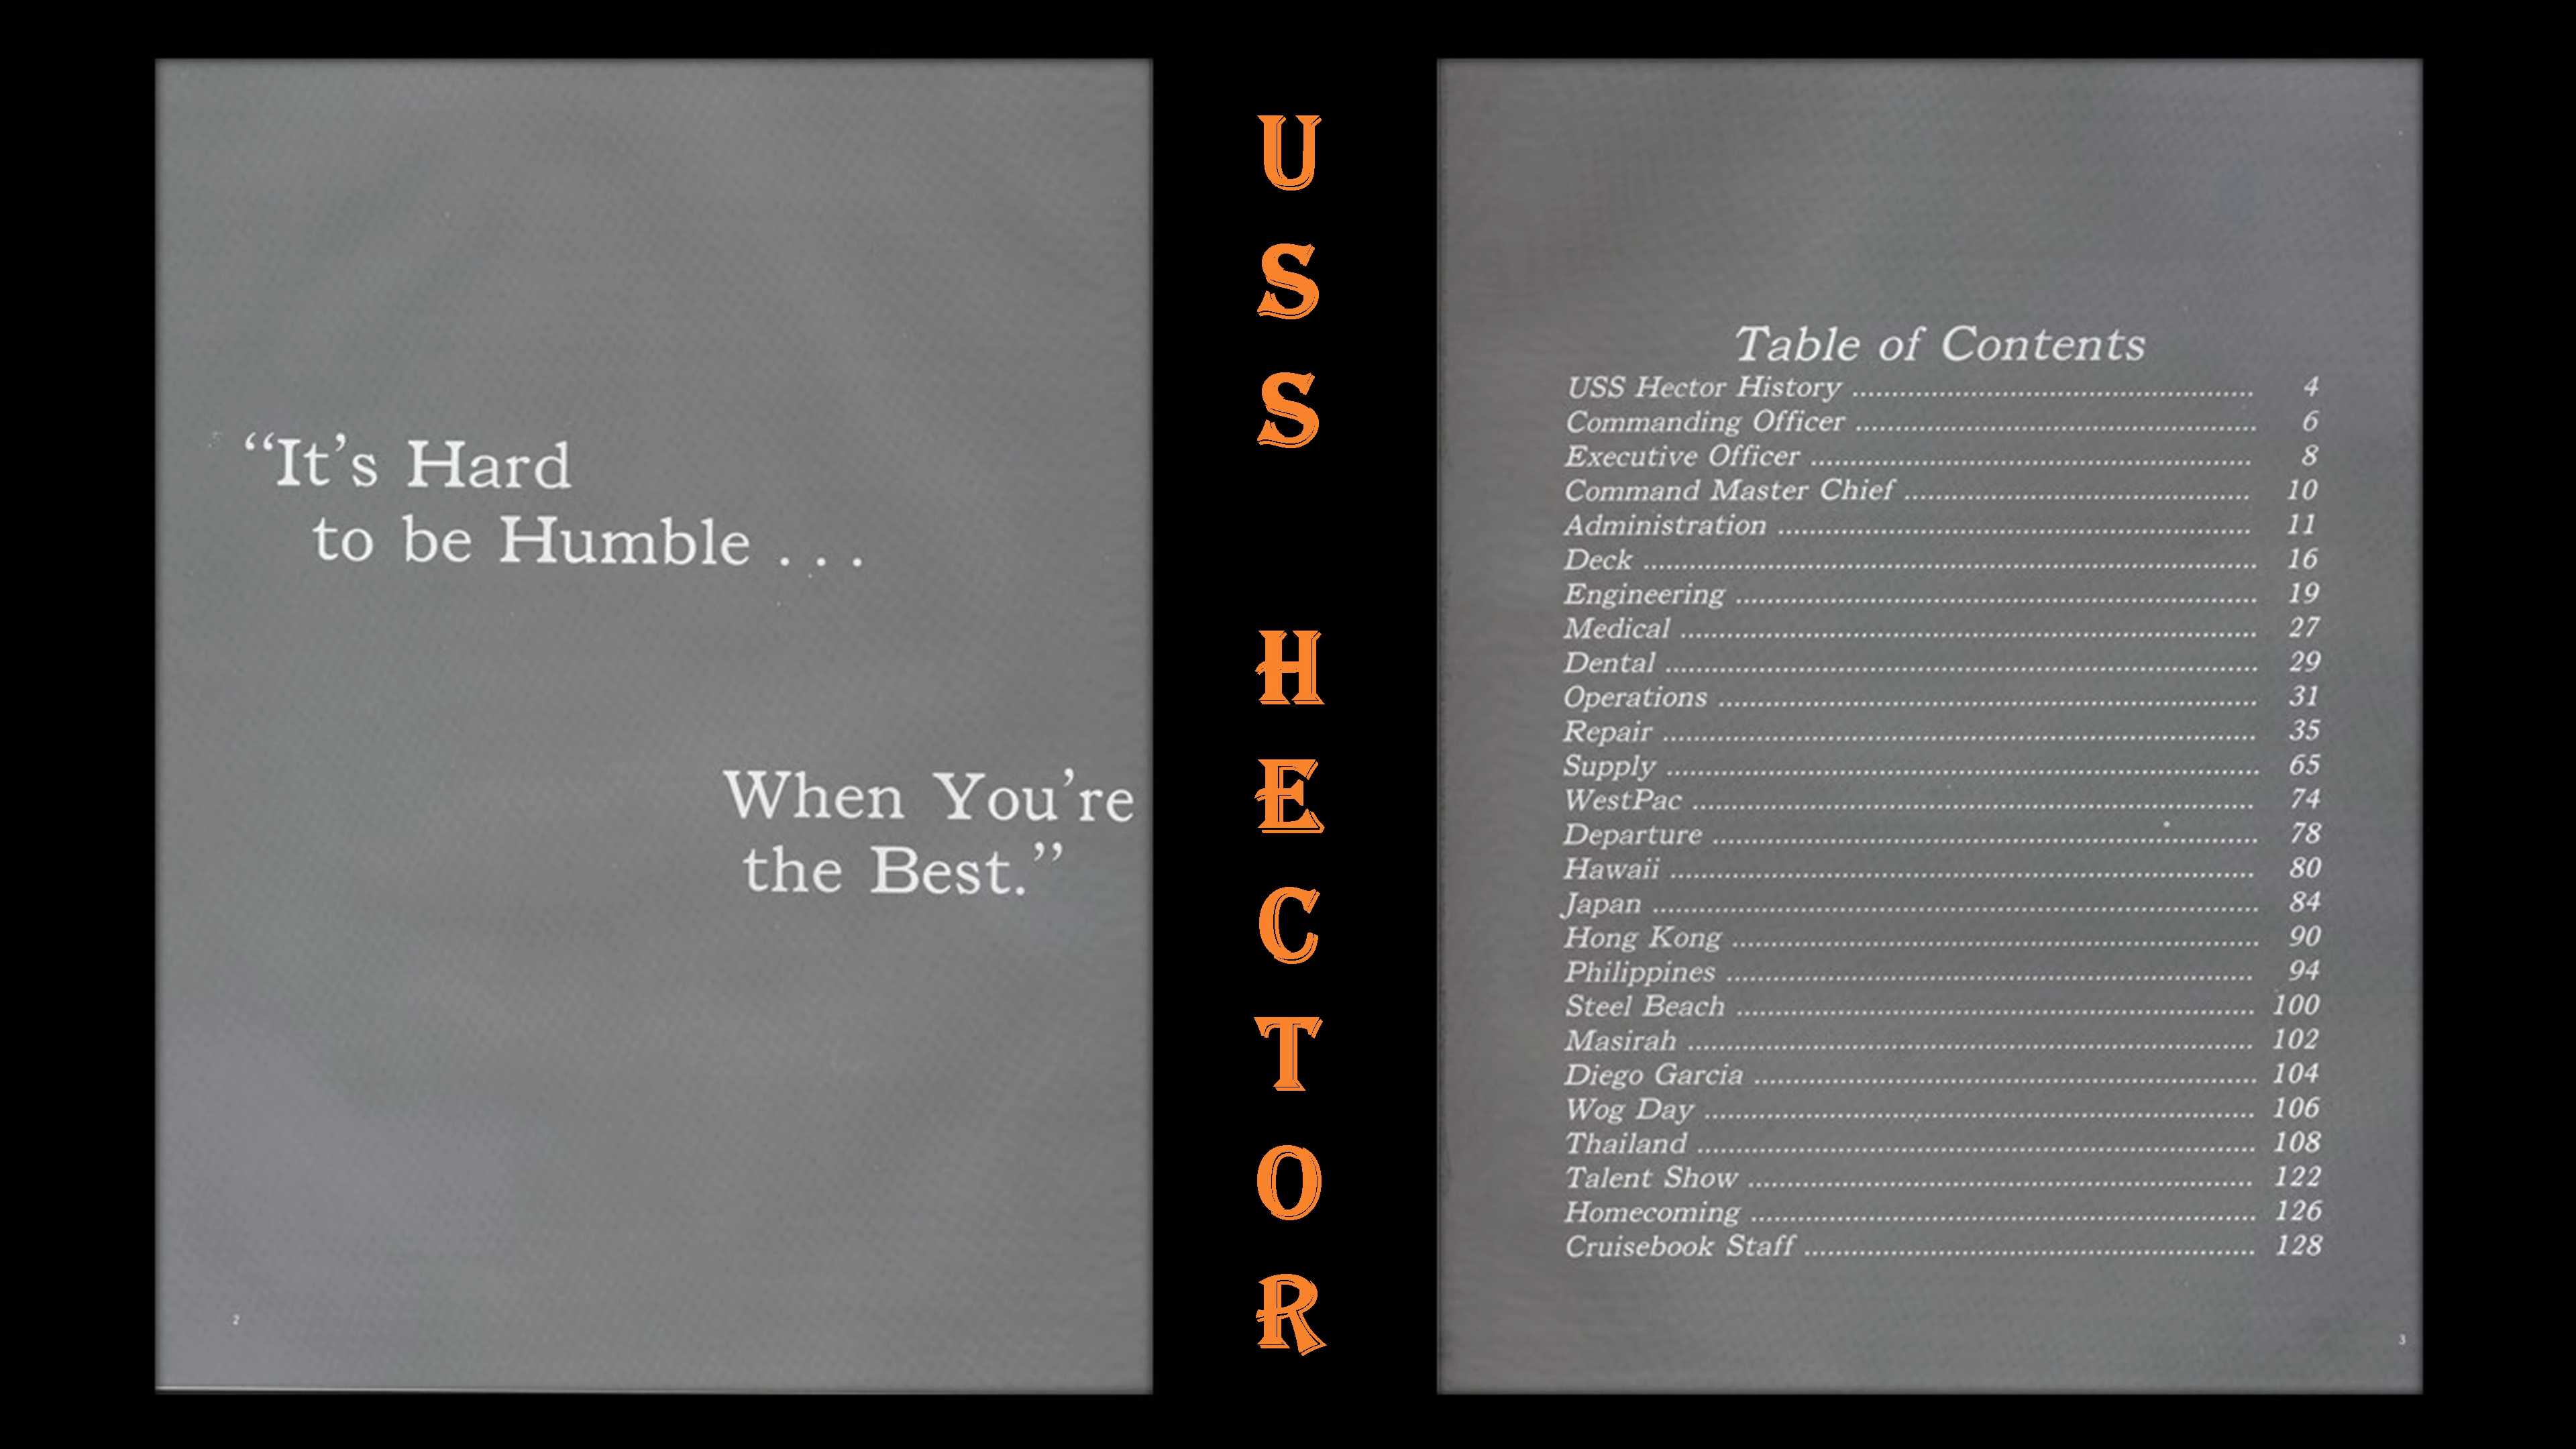 “It’s Hard
to be Humble . . .
When You’re
the Best.”
2
USS HECTOR
Table of Contents
USS Hector History .......... 4
Commanding Officer .......... 6
Executive Officer .......... 8
Command Master Chief .......... 10
Administration .......... 11
Deck .......... 16
Engineering .......... 19
Medical .......... 27
Dental .......... 29
Operations .......... 31
Repair .......... 35
Supply .......... 65
WestPac .......... 74
Departure .......... 78
Hawaii .......... 80
Japan .......... 84
Hong Kong .......... 90
Philippines .......... 94
Steel Beach .......... 100
Masirah .......... 102
Diego Garcia .......... 104
Wog Day .......... 106
Thailand .......... 108
Talent Show .......... 122
Homecoming .......... 126
Cruisebook Staff .......... 128
3